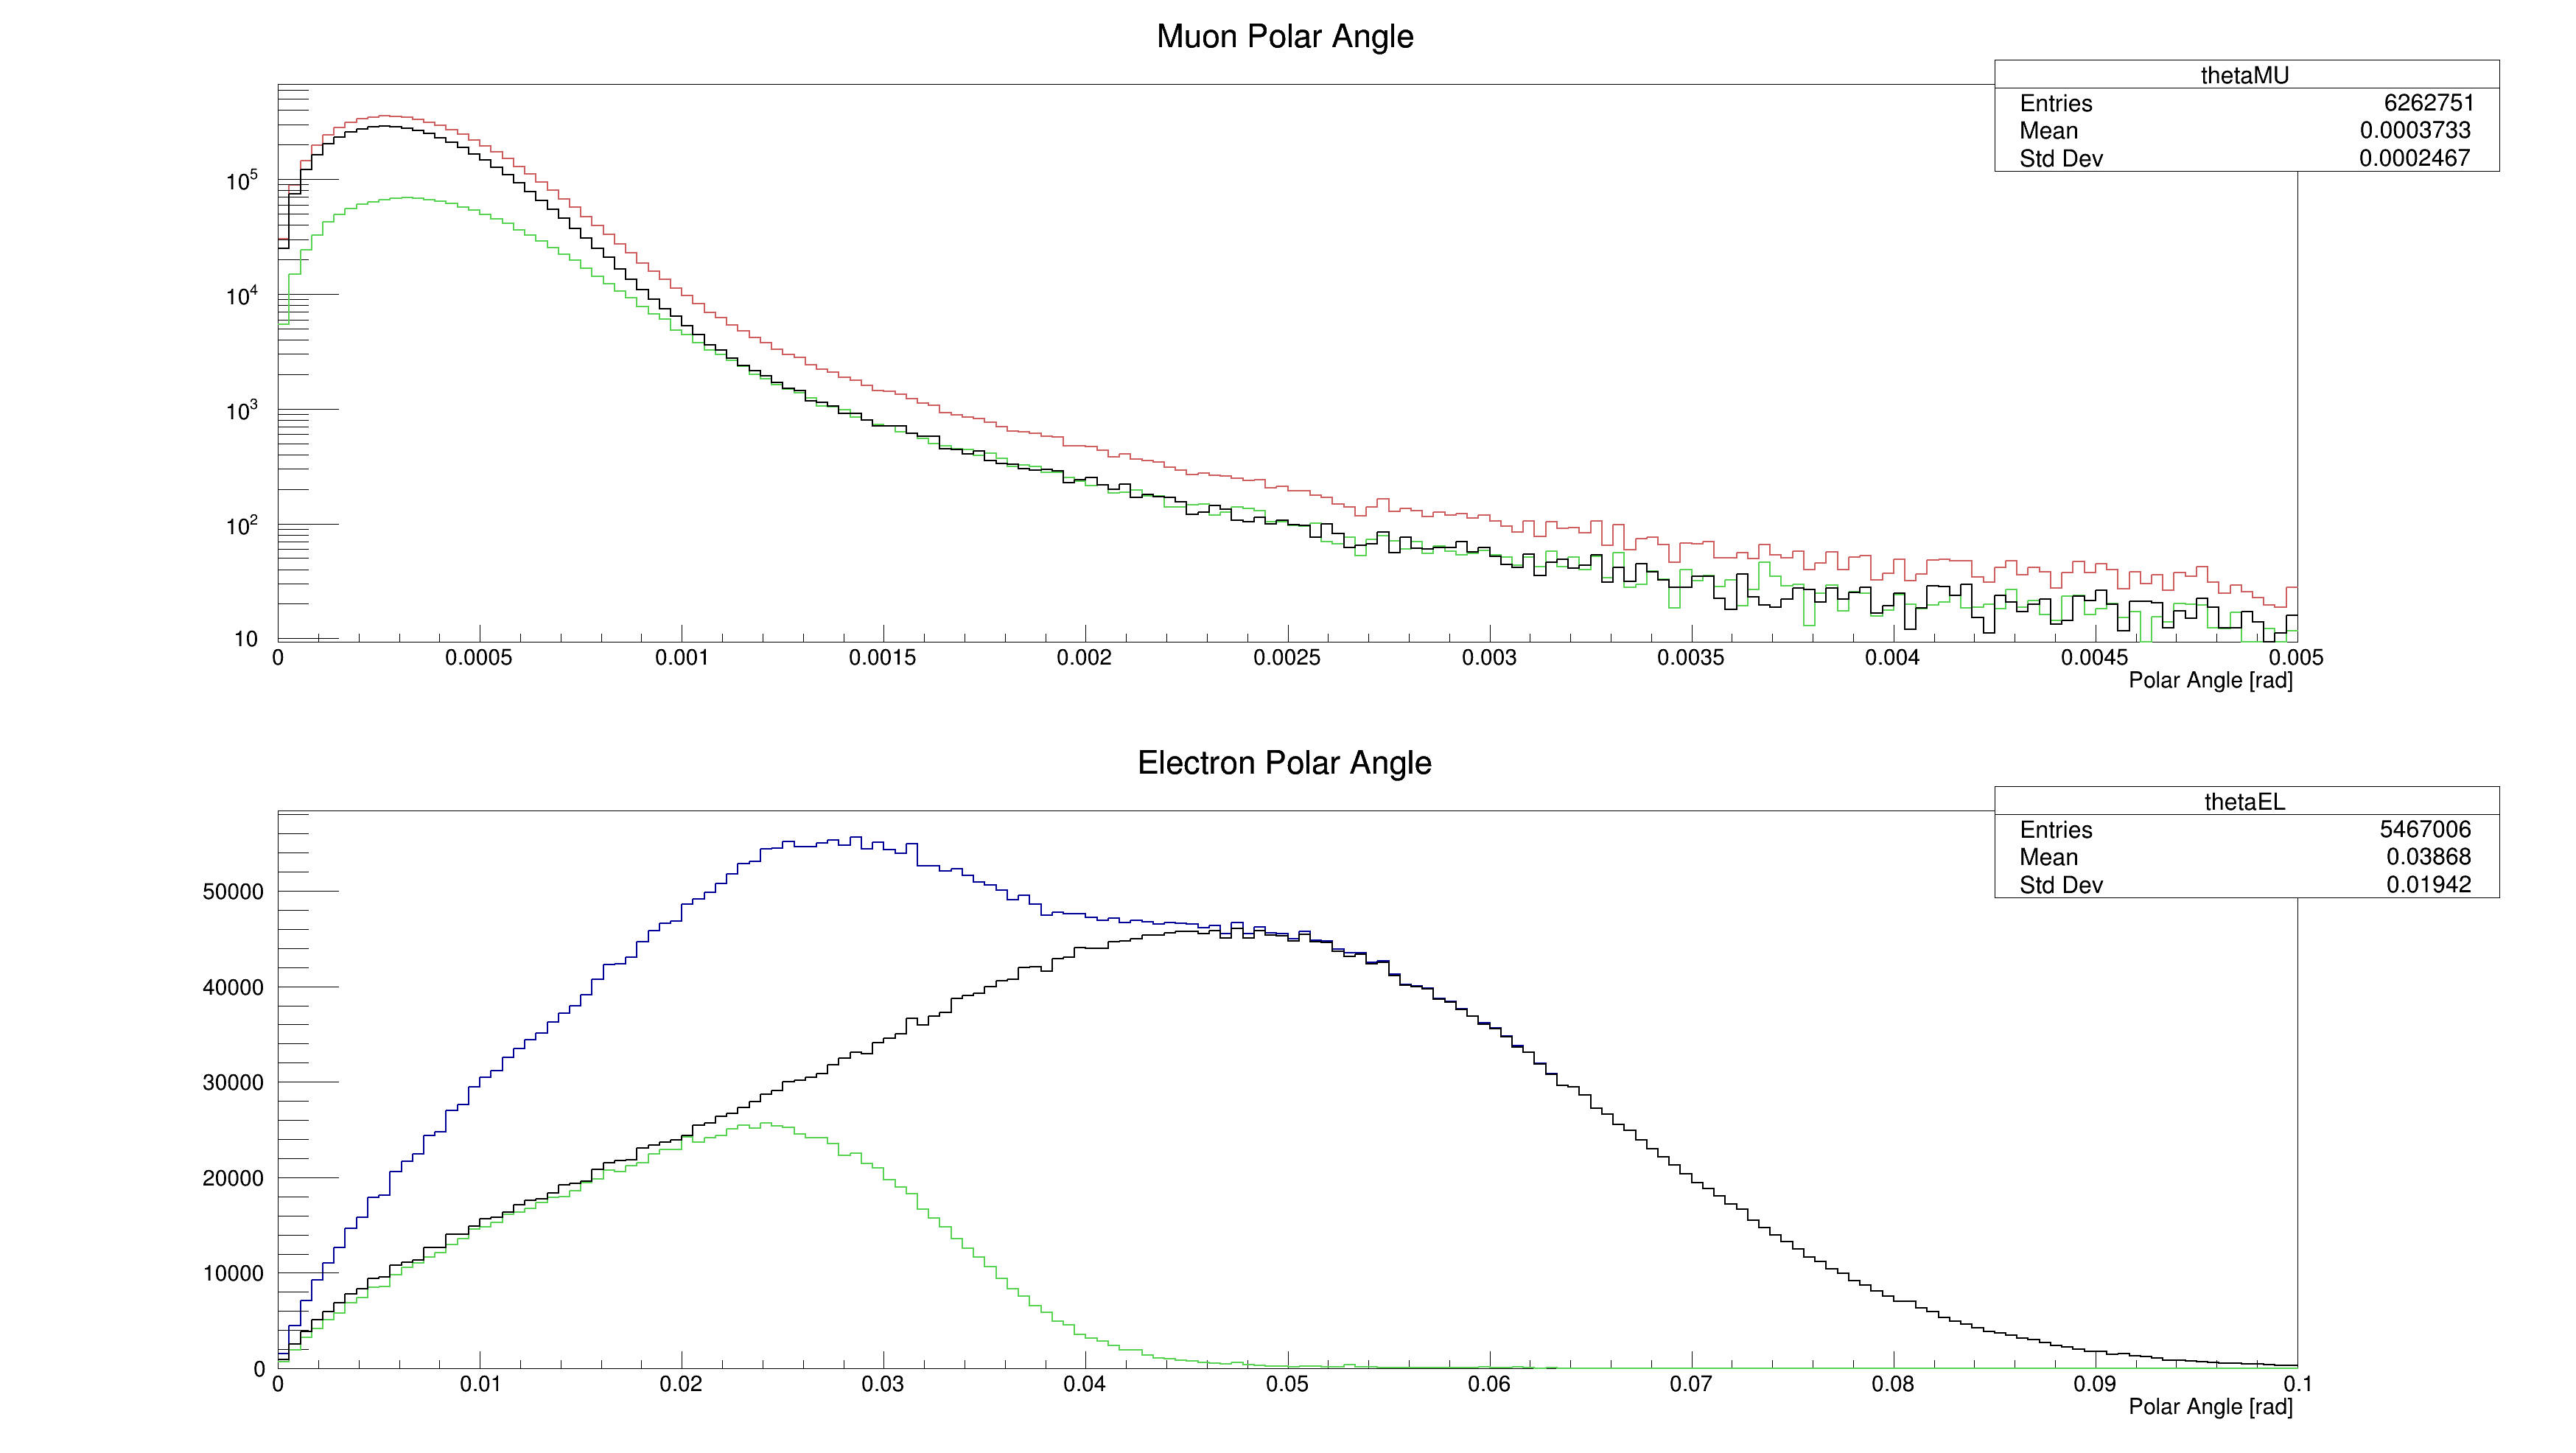 Muon Polar Angle
thetaMU
Entries 6262751
Mean 0.0003733
Std Dev 0.0002467
10^5
10^4
10^3
10^2
10
0 0.0005 0.001 0.0015 0.002 0.0025 0.003 0.0035 0.004 0.0045 0.005
Polar Angle [rad]
Electron Polar Angle
thetaEL
Entries 5467006
Mean 0.03868
Std Dev 0.01942
50000
40000
30000
20000
10000
0
0 0.01 0.02 0.03 0.04 0.05 0.06 0.07 0.08 0.09 0.1
Polar Angle [rad]